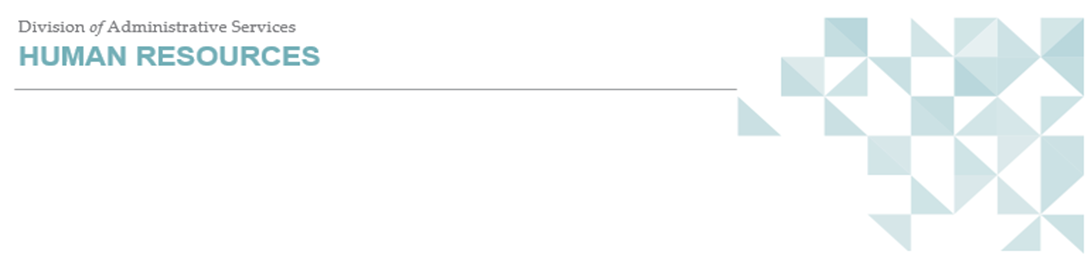 Division of Administrative Services
HUMAN RESOURCES